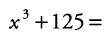 x³ + 125 =